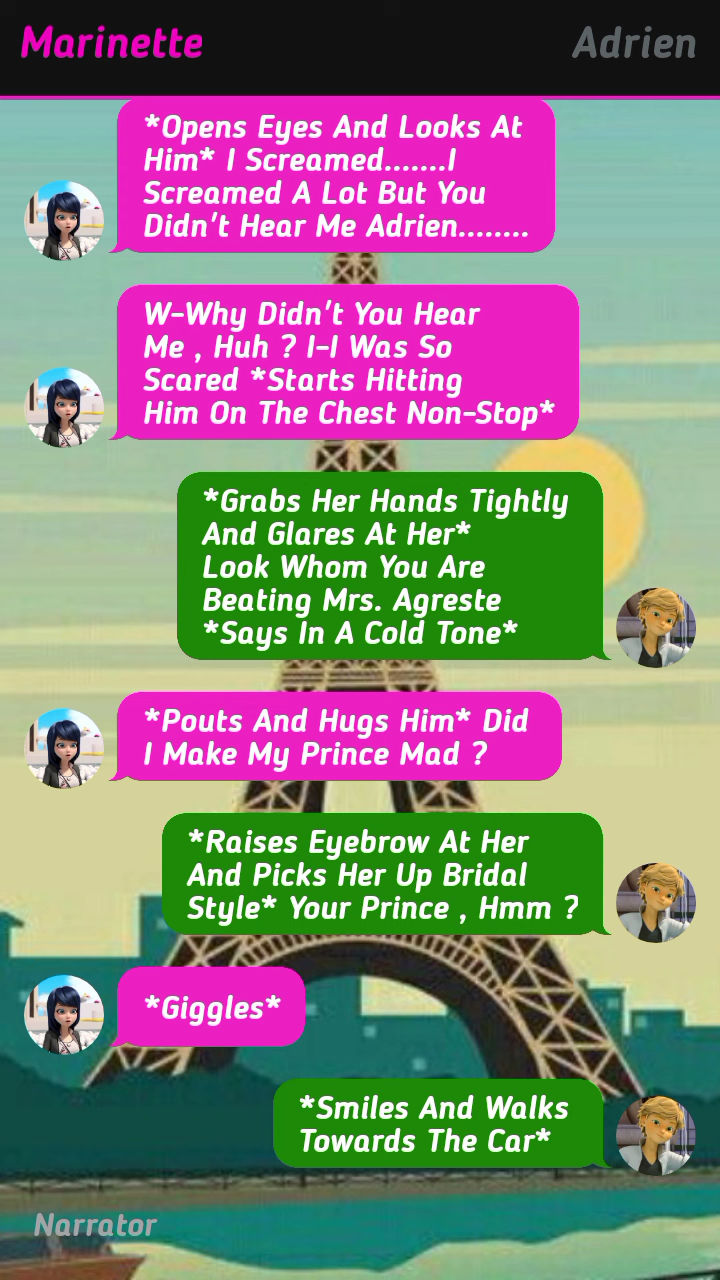 Marinette
Adrien
*Opens Eyes And Looks At
Him* I Screamed.......I
Screamed A Lot But You
Didn't Hear Me Adrien........
W-Why Didn't You Hear
Me , Huh ? I-I Was So
Scared *Starts Hitting
Him On The Chest Non-Stop*
*Grabs Her Hands Tightly
And Glares At Her*
Look Whom You Are
Beating Mrs. Agreste
*Says In A Cold Tone*
*Pouts And Hugs Him* Did
I Make My Prince Mad ?
*Raises Eyebrow At Her
And Picks Her Up Bridal
Style* Your Prince , Hmm ?
*Giggles*
*Smiles And Walks
Towards The Car*
Narrator